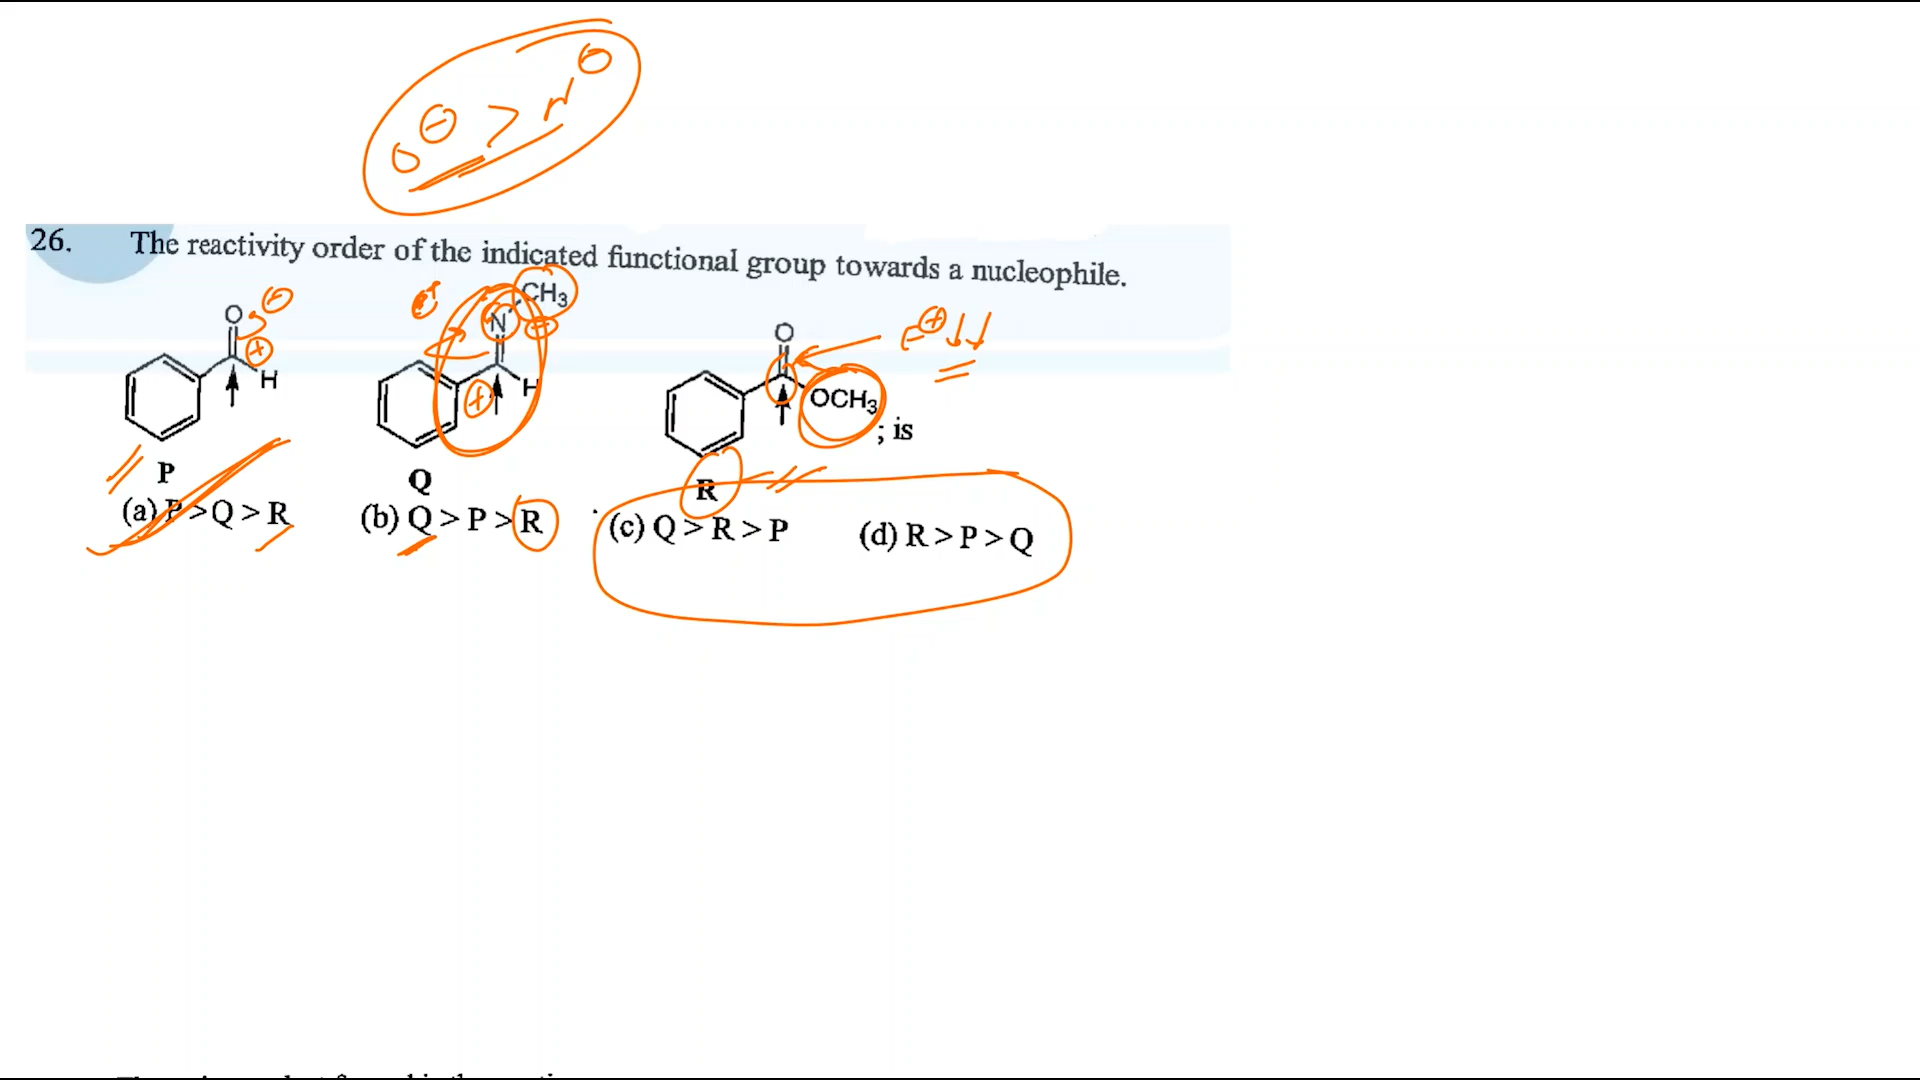 O⊖ > N⊖
26. The reactivity order of the indicated functional group towards a nucleophile.
O ⊖ ⊕ H
N CH3 ⊕ H
O OCH3 ⊕ ↓↓
; is
P Q R
(a) P > Q > R (b) Q > P > R (c) Q > R > P (d) R > P > Q